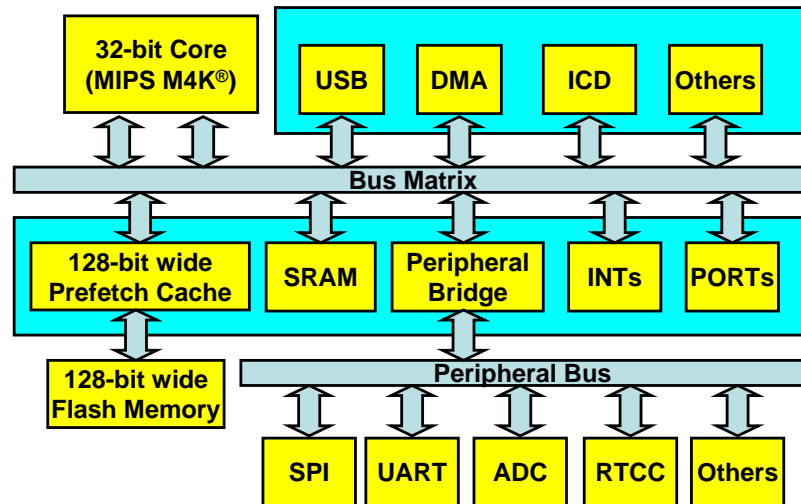 32-bit Core
(MIPS M4K®)
USB
DMA
ICD
Others
Bus Matrix
128-bit wide
Prefetch Cache
SRAM
Peripheral
Bridge
INTs
PORTs
128-bit wide
Flash Memory
Peripheral Bus
SPI
UART
ADC
RTCC
Others